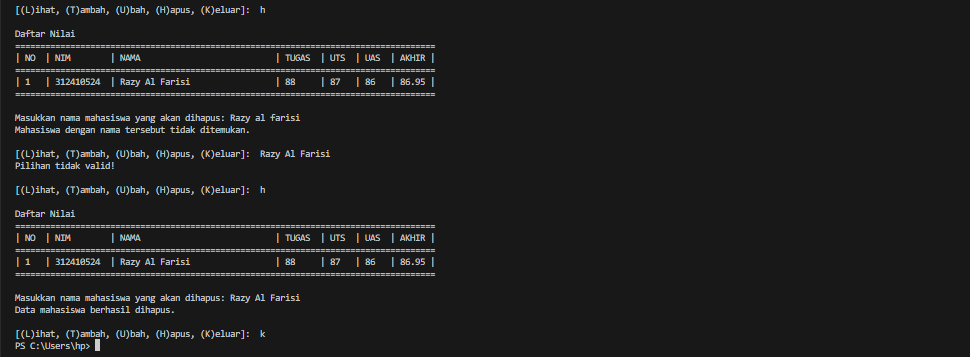 [(L)ihat, (T)ambah, (U)bah, (H)apus, (K)eluar]:  h
Daftar Nilai
====================================================================================
| NO  | NIM        | NAMA                           | TUGAS  | UTS  | UAS  | AKHIR |
====================================================================================
| 1   | 312410524  | Razy Al Farisi                 | 88     | 87   | 86   | 86.95 |
====================================================================================
Masukkan nama mahasiswa yang akan dihapus: Razy al farisi
Mahasiswa dengan nama tersebut tidak ditemukan.
[(L)ihat, (T)ambah, (U)bah, (H)apus, (K)eluar]:  Razy Al Farisi
Pilihan tidak valid!
[(L)ihat, (T)ambah, (U)bah, (H)apus, (K)eluar]:  h
Daftar Nilai
====================================================================================
| NO  | NIM        | NAMA                           | TUGAS  | UTS  | UAS  | AKHIR |
====================================================================================
| 1   | 312410524  | Razy Al Farisi                 | 88     | 87   | 86   | 86.95 |
====================================================================================
Masukkan nama mahasiswa yang akan dihapus: Razy Al Farisi
Data mahasiswa berhasil dihapus.
[(L)ihat, (T)ambah, (U)bah, (H)apus, (K)eluar]:  k
PS C:\Users\hp>